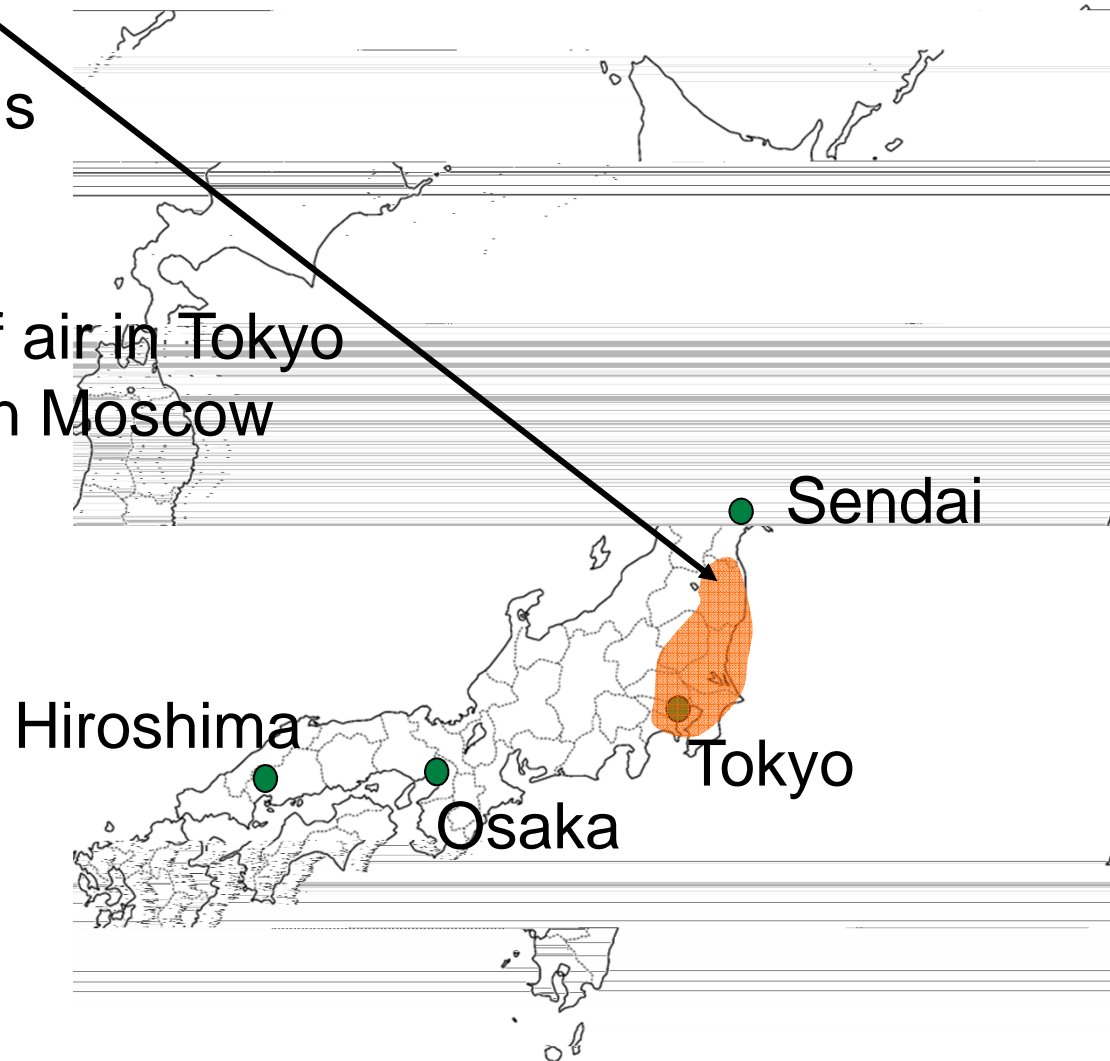 s
f air in Tokyo
n Moscow
Sendai
Hiroshima
Tokyo
Osaka